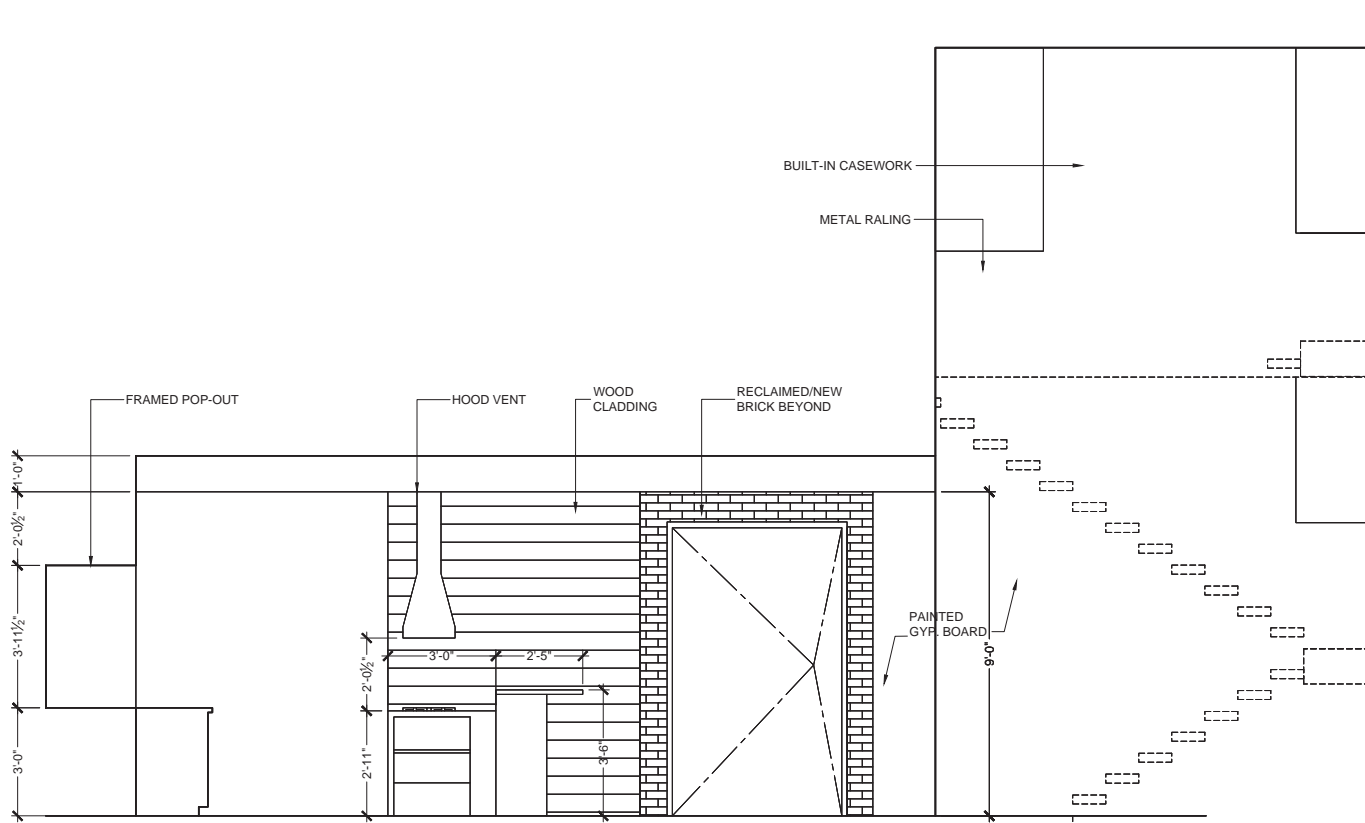 BUILT-IN CASEWORK
METAL RALING
FRAMED POP-OUT
HOOD VENT
WOOD
CLADDING
RECLAIMED/NEW
BRICK BEYOND
1'-0"
2'-0½"
3'-11½"
3'-0"
2'-0½"
2'-11"
3'-0"
2'-5"
3'-6"
PAINTED
GYP. BOARD
9'-0"